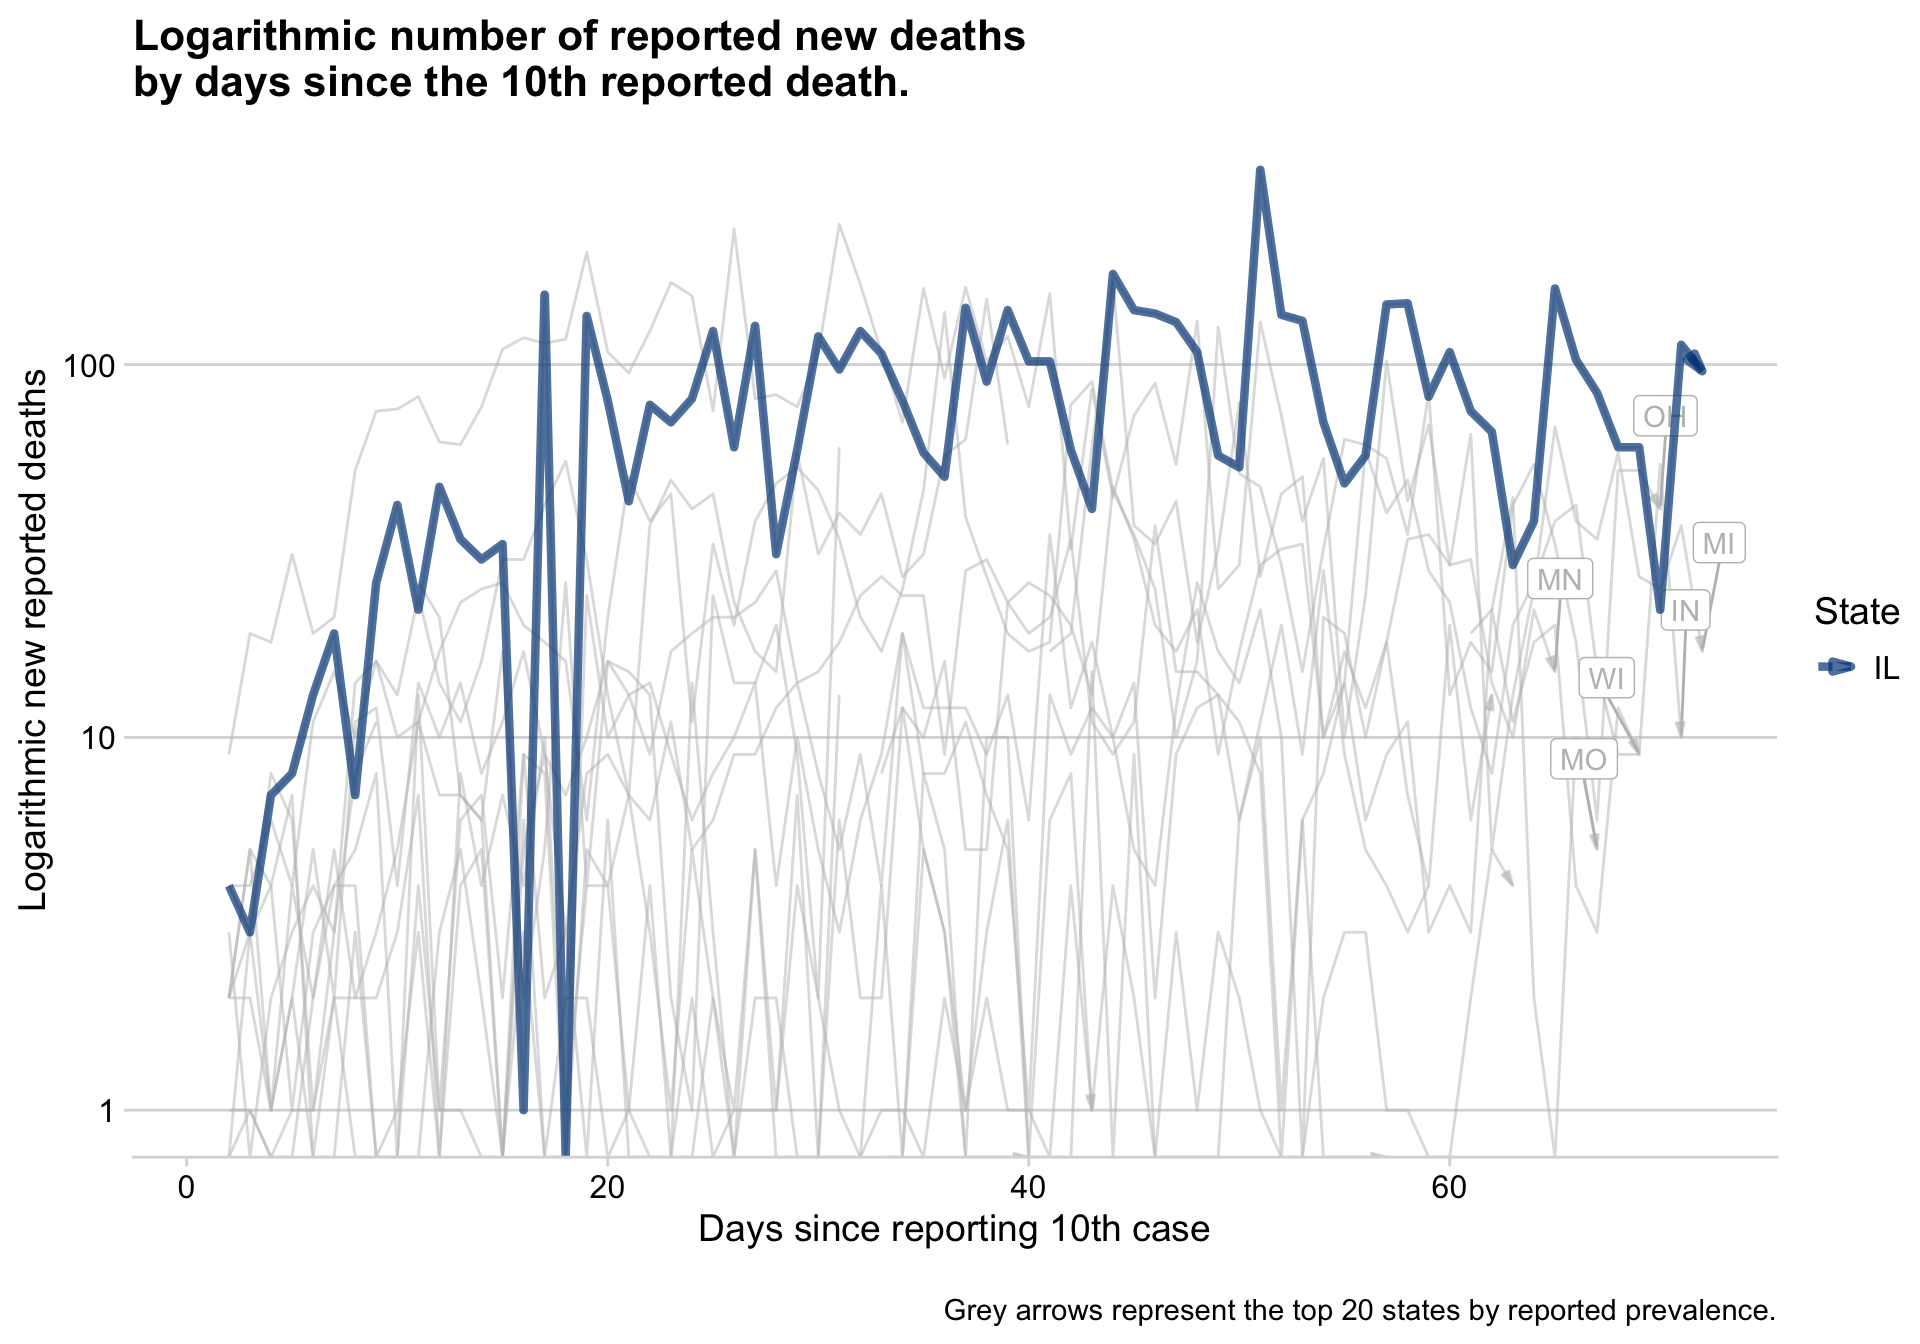 Logarithmic number of reported new deaths
by days since the 10th reported death.
Logarithmic new reported deaths
100
10
1
OH
MI
MN
IN
WI
MO
State
IL
0
20
40
60
Days since reporting 10th case
Grey arrows represent the top 20 states by reported prevalence.